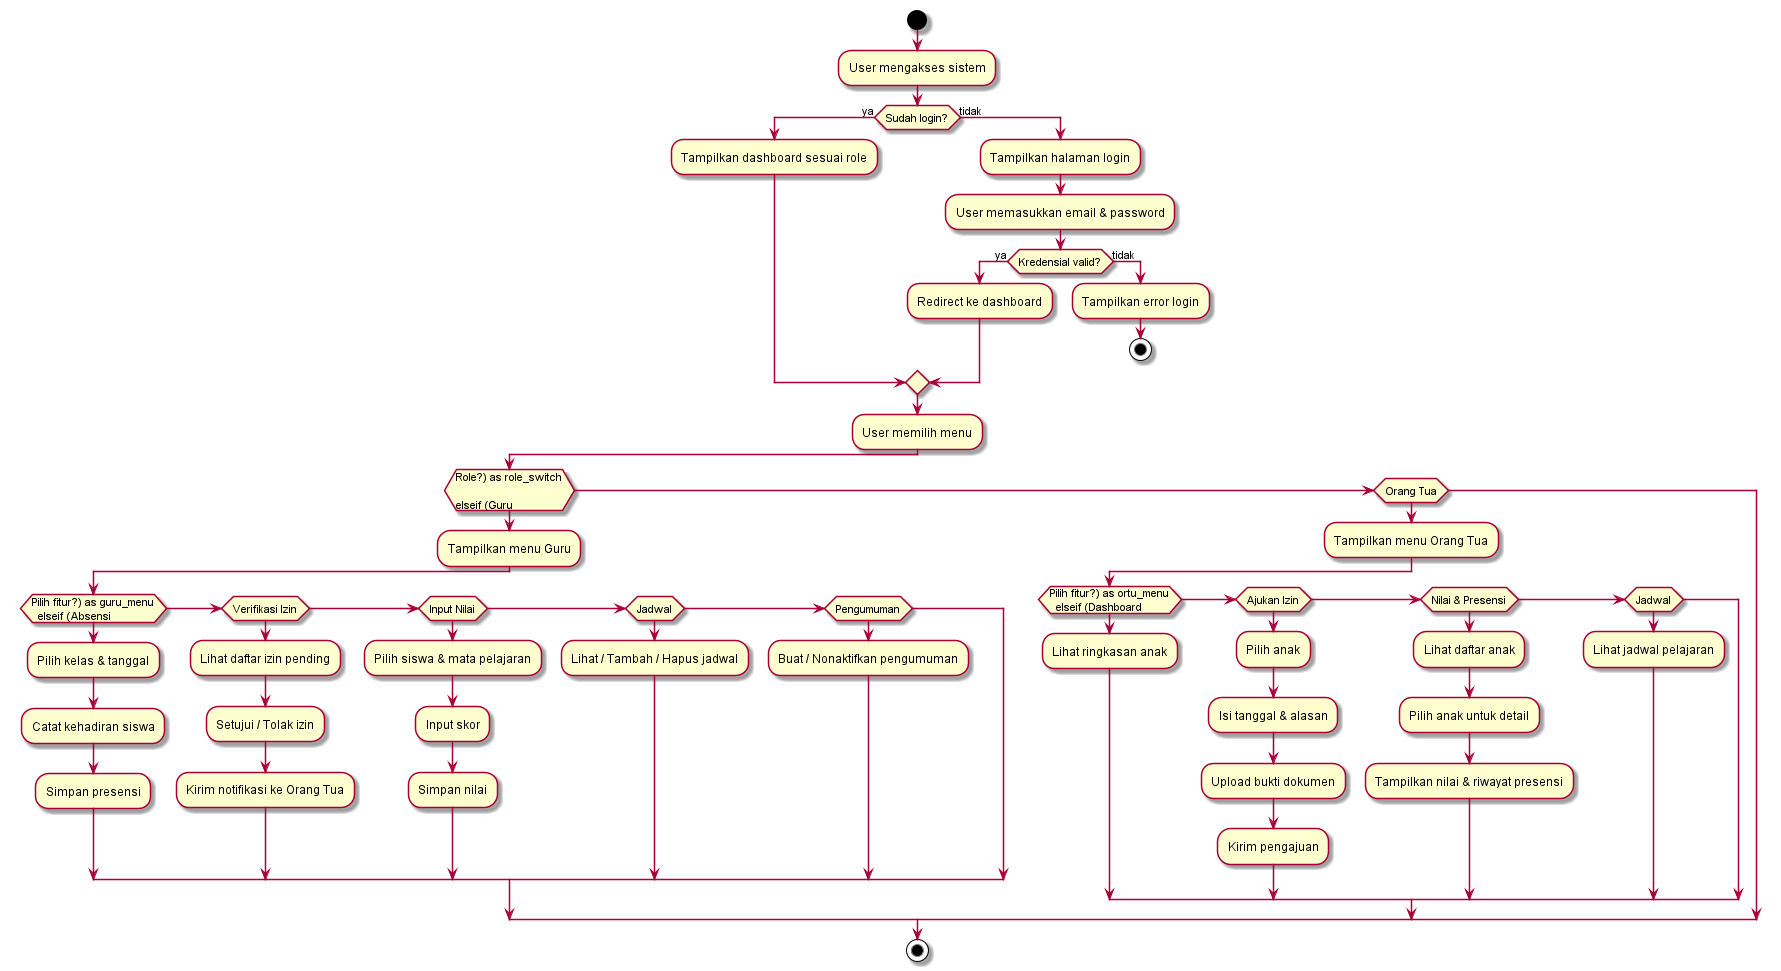 User mengakses sistem
ya
Sudah login?
tidak
Tampilkan dashboard sesuai role
Tampilkan halaman login
User memasukkan email & password
ya
Kredensial valid?
tidak
Redirect ke dashboard
Tampilkan error login
User memilih menu
Role?) as role_switch
elseif (Guru
Orang Tua
Tampilkan menu Guru
Tampilkan menu Orang Tua
Pilih fitur?) as guru_menu
elseif (Absensi
Verifikasi Izin
Input Nilai
Jadwal
Pengumuman
Pilih fitur?) as ortu_menu
elseif (Dashboard
Ajukan Izin
Nilai & Presensi
Jadwal
Pilih kelas & tanggal
Lihat daftar izin pending
Pilih siswa & mata pelajaran
Lihat / Tambah / Hapus jadwal
Buat / Nonaktifkan pengumuman
Lihat ringkasan anak
Pilih anak
Lihat daftar anak
Lihat jadwal pelajaran
Catat kehadiran siswa
Setujui / Tolak izin
Input skor
Isi tanggal & alasan
Pilih anak untuk detail
Simpan presensi
Kirim notifikasi ke Orang Tua
Simpan nilai
Upload bukti dokumen
Tampilkan nilai & riwayat presensi
Kirim pengajuan